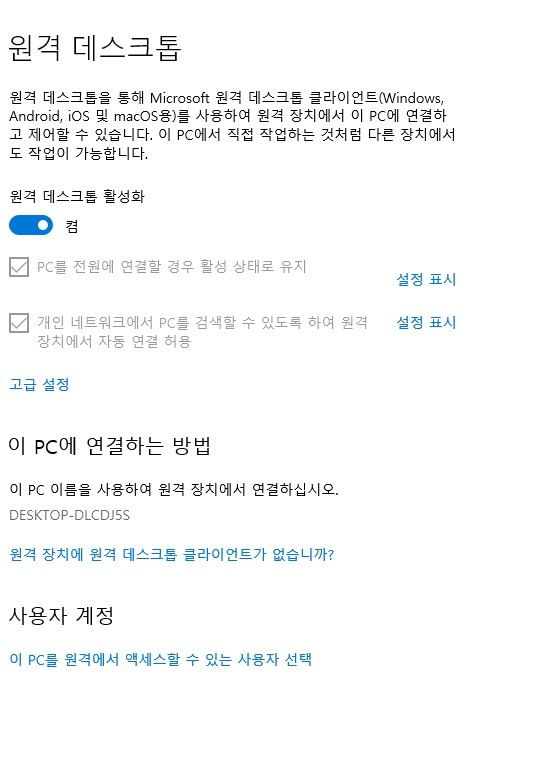 원격 데스크톱
원격 데스크톱을 통해 Microsoft 원격 데스크톱 클라이언트(Windows,
Android, iOS 및 macOS용)를 사용하여 원격 장치에서 이 PC에 연결하
고 제어할 수 있습니다. 이 PC에서 직접 작업하는 것처럼 다른 장치에서
도 작업이 가능합니다.
원격 데스크톱 활성화
켬
PC를 전원에 연결할 경우 활성 상태로 유지
설정 표시
개인 네트워크에서 PC를 검색할 수 있도록 하여 원격
설정 표시
장치에서 자동 연결 허용
고급 설정
이 PC에 연결하는 방법
이 PC 이름을 사용하여 원격 장치에서 연결하십시오.
DESKTOP-DLCDJ5S
원격 장치에 원격 데스크톱 클라이언트가 없습니까?
사용자 계정
이 PC를 원격에서 액세스할 수 있는 사용자 선택